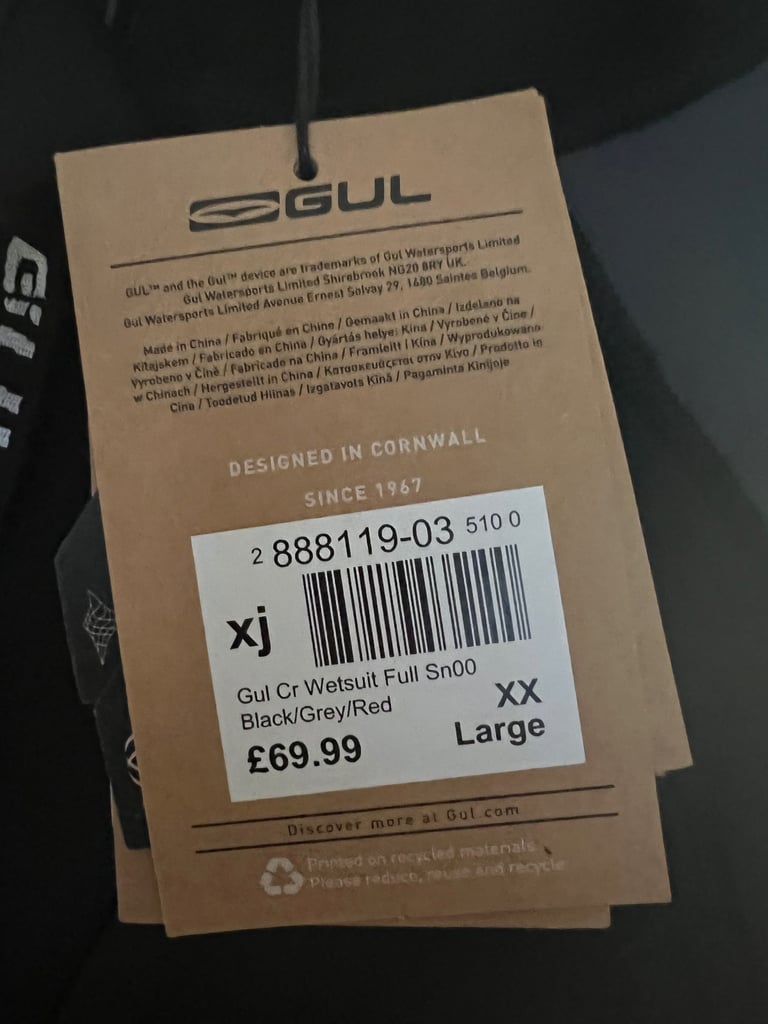 GUL
GUL™ and the Gul™ device are trademarks of Gul Watersports Limited
Gul Watersports Limited Shirebrook NG20 8RY UK.
Gul Watersports Limited Avenue Ernest Solvay 29, 1480 Saintes Belgium.
Made in China / Fabriqué en Chine / Gemaakt in China / Izdelano na
Kitajskem / Fabricado en China / Gyártás helye: Kína / Vyrobené v Číne /
Vyrobeno v Číně / Fabricado na China / Framleitt í Kína / Wyprodukowano
w Chinach / Hergestellt in China / Κατασκευάζεται στην Κίνα / Prodotto in
Cina / Toodetud Hiinas / Izgatavots Ķīnā / Pagaminta Kinijoje
DESIGNED IN CORNWALL
SINCE 1967
2 888119-03 510 0
xj
Gul Cr Wetsuit Full Sn00
Black/Grey/Red
XX
Large
£69.99
Discover more at Gul.com
Printed on recycled materials
Please reduce, reuse and recycle